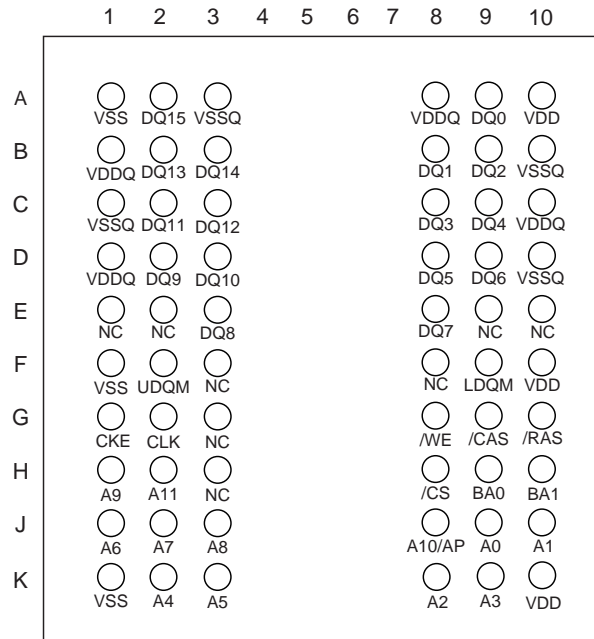 1 2 3 4 5 6 7 8 9 10
A
VSS DQ15 VSSQ VDDQ DQ0 VDD
B
VDDQ DQ13 DQ14 DQ1 DQ2 VSSQ
C
VSSQ DQ11 DQ12 DQ3 DQ4 VDDQ
D
VDDQ DQ9 DQ10 DQ5 DQ6 VSSQ
E
NC NC DQ8 DQ7 NC NC
F
VSS UDQM NC NC LDQM VDD
G
CKE CLK NC /WE /CAS /RAS
H
A9 A11 NC /CS BA0 BA1
J
A6 A7 A8 A10/AP A0 A1
K
VSS A4 A5 A2 A3 VDD